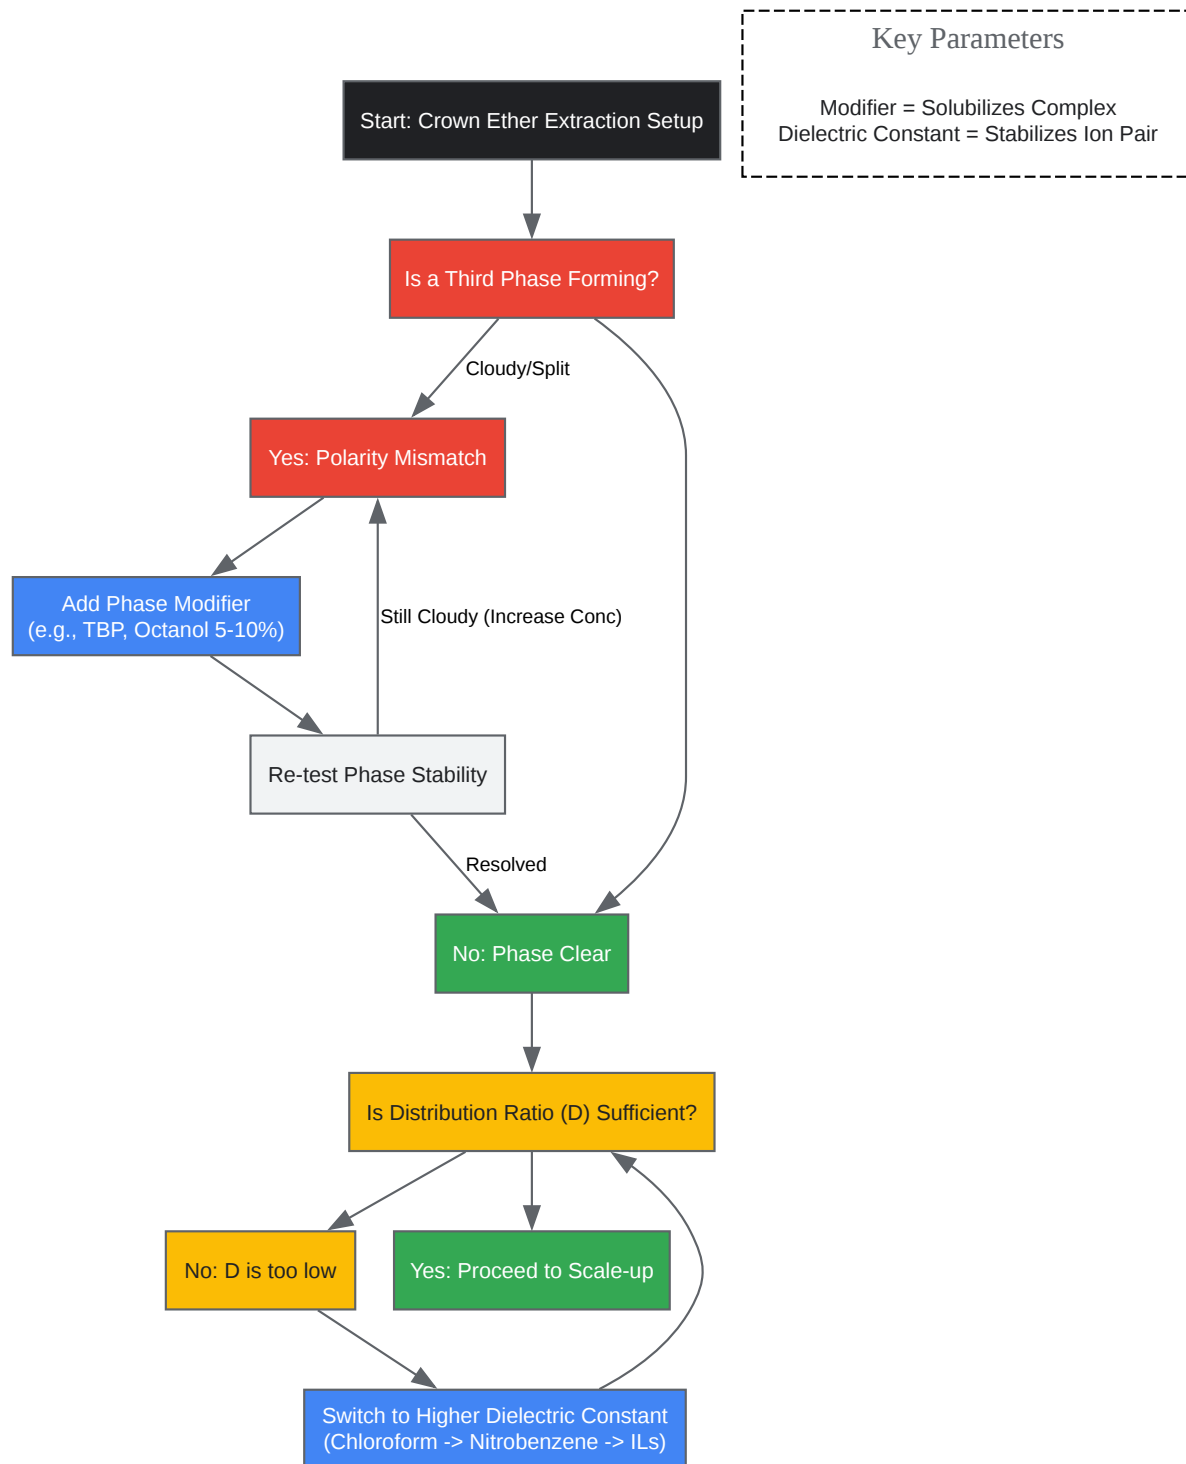 Key Parameters
Modifier = Solubilizes Complex
Dielectric Constant = Stabilizes Ion Pair
Start: Crown Ether Extraction Setup
Is a Third Phase Forming?
Cloudy/Split
Yes: Polarity Mismatch
Add Phase Modifier
(e.g., TBP, Octanol 5-10%)
Still Cloudy (Increase Conc)
Re-test Phase Stability
Resolved
No: Phase Clear
Is Distribution Ratio (D) Sufficient?
No: D is too low
Yes: Proceed to Scale-up
Switch to Higher Dielectric Constant
(Chloroform -> Nitrobenzene -> ILs)